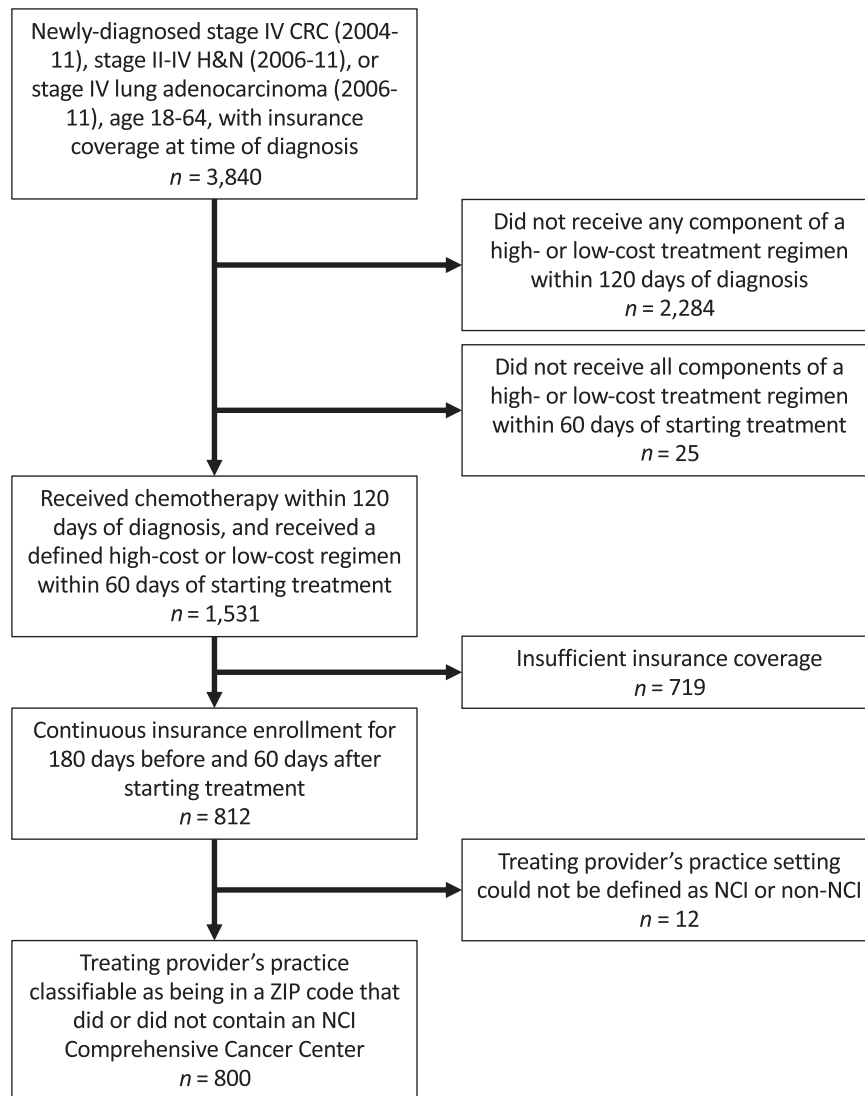 Newly-diagnosed stage IV CRC (2004-
11), stage II-IV H&N (2006-11), or
stage IV lung adenocarcinoma (2006-
11), age 18-64, with insurance
coverage at time of diagnosis
n = 3,840
Did not receive any component of a
high- or low-cost treatment regimen
within 120 days of diagnosis
n = 2,284
Did not receive all components of a
high- or low-cost treatment regimen
within 60 days of starting treatment
n = 25
Received chemotherapy within 120
days of diagnosis, and received a
defined high-cost or low-cost regimen
within 60 days of starting treatment
n = 1,531
Insufficient insurance coverage
n = 719
Continuous insurance enrollment for
180 days before and 60 days after
starting treatment
n = 812
Treating provider’s practice setting
could not be defined as NCI or non-NCI
n = 12
Treating provider’s practice
classifiable as being in a ZIP code that
did or did not contain an NCI
Comprehensive Cancer Center
n = 800